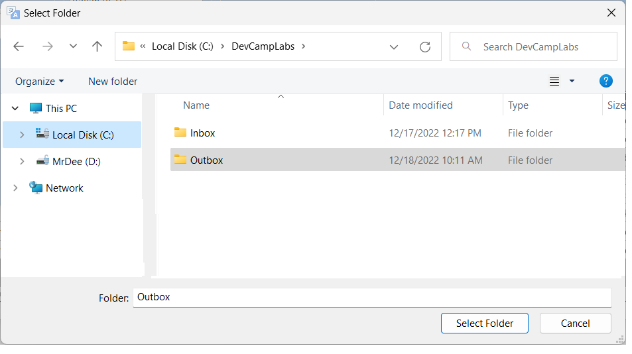 Select Folder
« Local Disk (C:) > DevCampLabs >
Search DevCampLabs
Organize
New folder
?
Name
Date modified
Type
Size
This PC
Local Disk (C:)
MrDee (D:)
Network
Inbox 12/17/2022 12:17 PM File folder
Outbox 12/18/2022 10:11 AM File folder
Folder: Outbox
Select Folder
Cancel